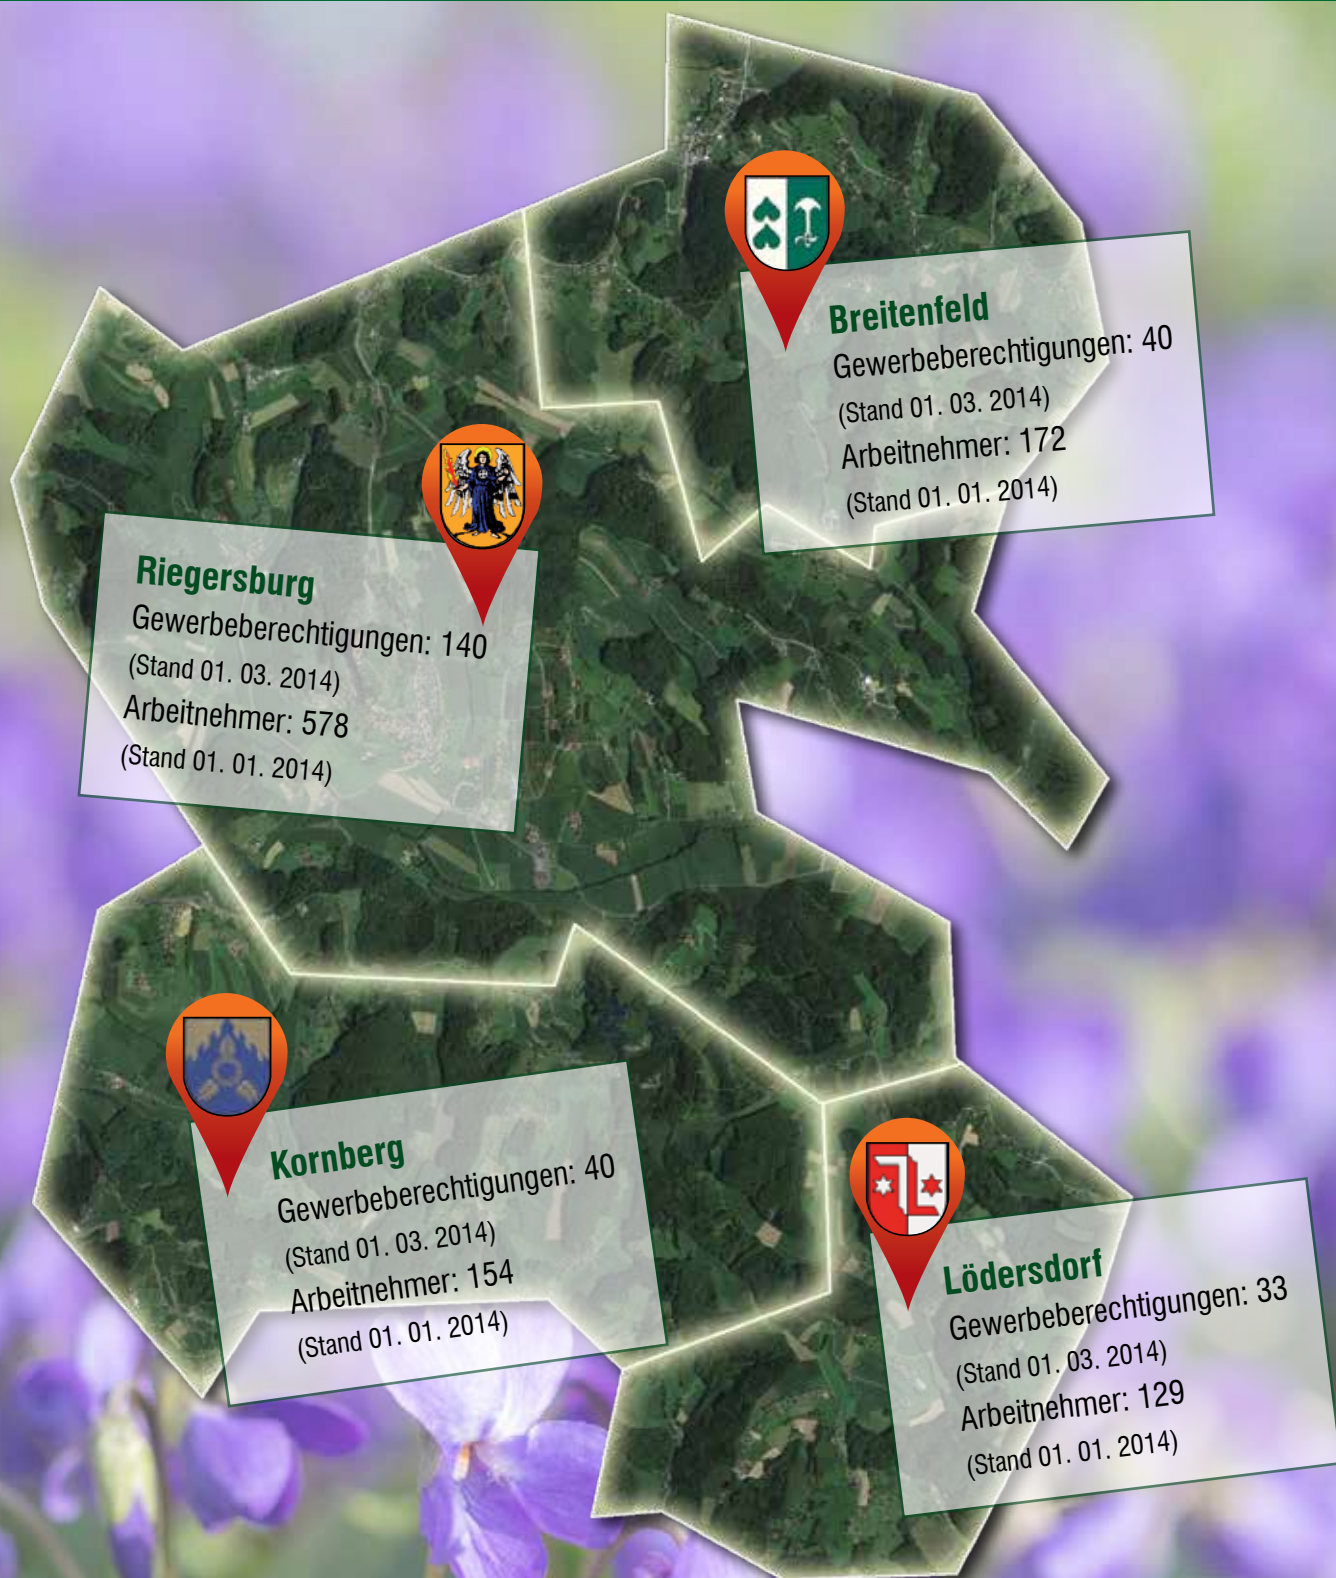 Breitenfeld
Gewerbeberechtigungen: 40
(Stand 01. 03. 2014)
Arbeitnehmer: 172
(Stand 01. 01. 2014)
Riegersburg
Gewerbeberechtigungen: 140
(Stand 01. 03. 2014)
Arbeitnehmer: 578
(Stand 01. 01. 2014)
Kornberg
Gewerbeberechtigungen: 40
(Stand 01. 03. 2014)
Arbeitnehmer: 154
(Stand 01. 01. 2014)
Lödersdorf
Gewerbeberechtigungen: 33
(Stand 01. 03. 2014)
Arbeitnehmer: 129
(Stand 01. 01. 2014)